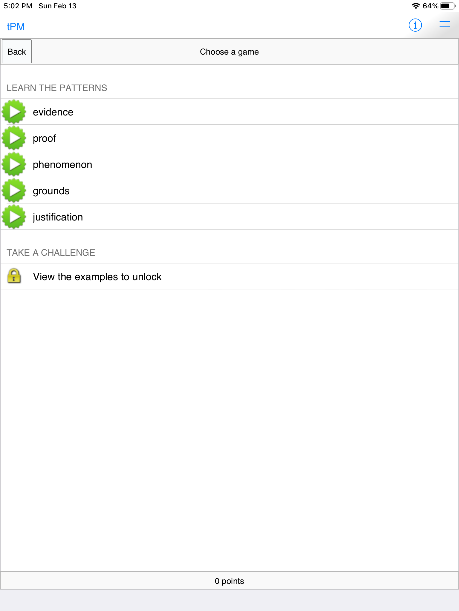 5:02 PM Sun Feb 13
64%
tPM
Back
Choose a game
LEARN THE PATTERNS
evidence
proof
phenomenon
grounds
justification
TAKE A CHALLENGE
View the examples to unlock
0 points